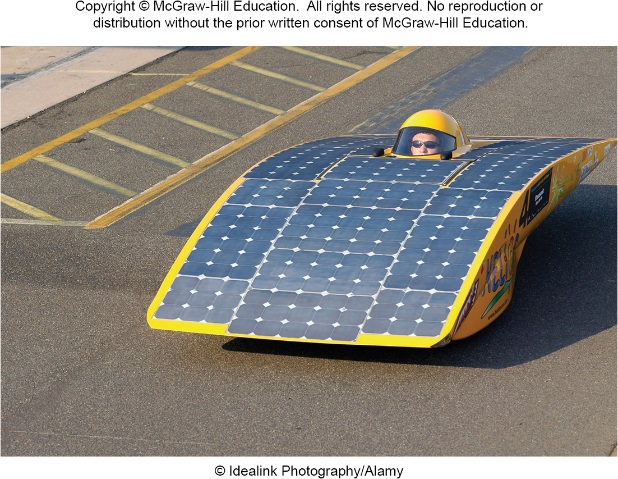 Copyright © McGraw-Hill Education.  All rights reserved. No reproduction or
distribution without the prior written consent of McGraw-Hill Education.
© Idealink Photography/Alamy